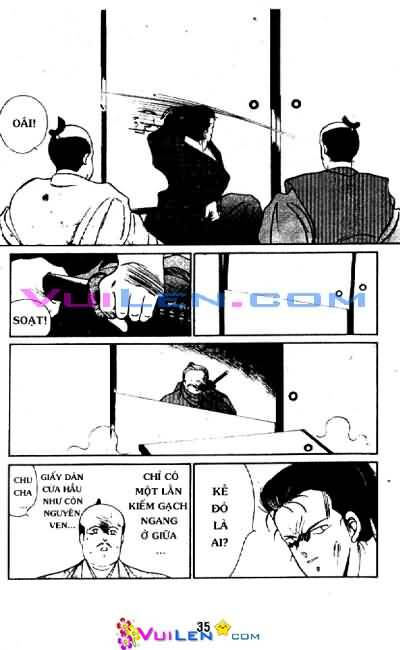 OÁI!
SOẠT!
VUILEN.COM
CHU
CHA
...
GIẤY DÁN
CỬA HẦU
NHƯ CÒN
NGUYÊN
VẸN...
CHỈ CÓ
MỘT LẰN
KIẾM GẠCH
NGANG
Ở GIỮA
...
KẺ
ĐÓ
LÀ
AI?
35
VUILEN
.COM